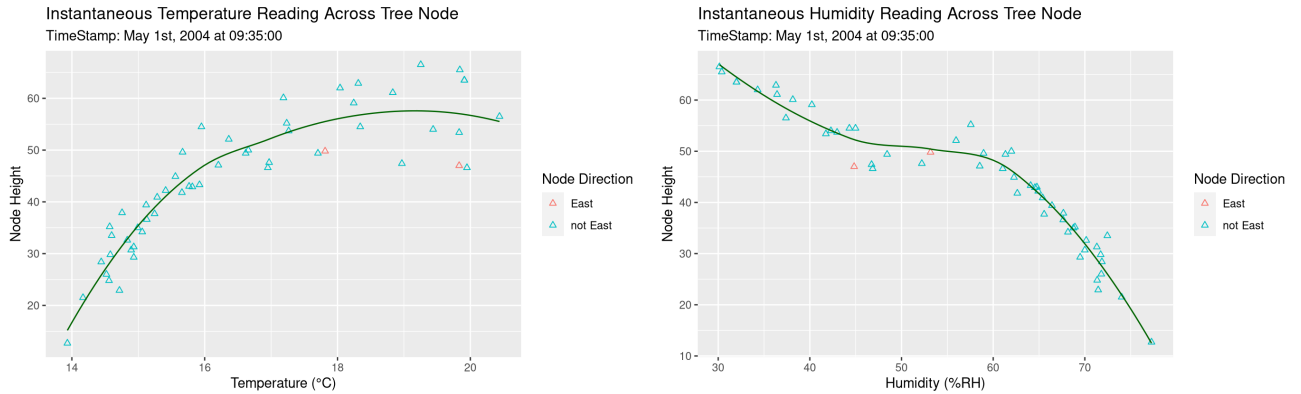 Instantaneous Temperature Reading Across Tree Node
TimeStamp: May 1st, 2004 at 09:35:00
60
50
40
30
20
14 16 18 20
Temperature (°C)
Node Height
Node Direction
East
not East
Instantaneous Humidity Reading Across Tree Node
TimeStamp: May 1st, 2004 at 09:35:00
60
50
40
30
20
10
30 40 50 60 70
Humidity (%RH)
Node Height
Node Direction
East
not East